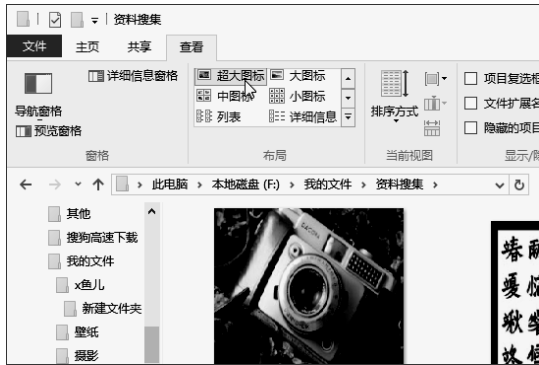 资料搜集
文件 主页 共享 查看
导航窗格
预览窗格
详细信息窗格
窗格
超大图标 大图标
中图标 小图标
列表 详细信息
布局
排序方式
当前视图
项目复选框
文件扩展名
隐藏的项目
显示/隐
此电脑 > 本地磁盘 (F:) > 我的文件 > 资料搜集 >
其他
搜狗高速下载
我的文件
x鱼儿
新建文件夹
壁纸
摄影